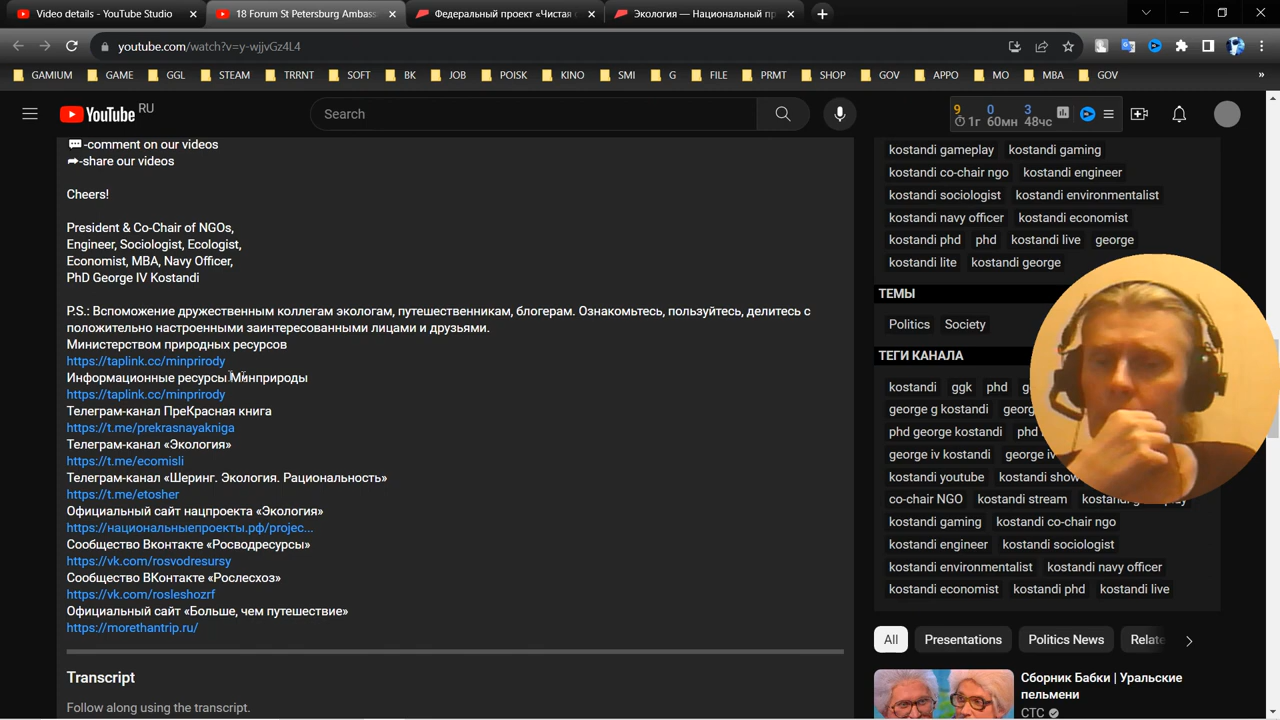 Video details - YouTube Studio
18 Forum St Petersburg Ambass
Федеральный проект «Чистая с
Экология — Национальный пр
youtube.com/watch?v=y-wjjvGz4L4
GAMIUM
GAME
GGL
STEAM
TRRNT
SOFT
BK
JOB
POISK
KINO
SMI
G
FILE
PRMT
SHOP
GOV
APPO
MO
MBA
GOV
»
YouTube RU
Search
9 0 3
1г 60мн 48чс
-comment on our videos
-share our videos
Cheers!
President & Co-Chair of NGOs,
Engineer, Sociologist, Ecologist,
Economist, MBA, Navy Officer,
PhD George IV Kostandi
P.S.: Вспоможение дружественным коллегам экологам, путешественникам, блогерам. Ознакомьтесь, пользуйтесь, делитесь с
положительно настроенными заинтересованными лицами и друзьями.
Министерством природных ресурсов
https://taplink.cc/minprirody
Информационные ресурсы Минприроды
https://taplink.cc/minprirody
Телеграм-канал ПреКрасная книга
https://t.me/prekrasnayakniga
Телеграм-канал «Экология»
https://t.me/ecomisli
Телеграм-канал «Шеринг. Экология. Рациональность»
https://t.me/etosher
Официальный сайт нацпроекта «Экология»
https://национальныепроекты.рф/projec...
Сообщество Вконтакте «Росводресурсы»
https://vk.com/rosvodresursy
Сообщество ВКонтакте «Рослесхоз»
https://vk.com/rosleshozrf
Официальный сайт «Больше, чем путешествие»
https://morethantrip.ru/
Transcript
Follow along using the transcript.
kostandi gameplay kostandi gaming
kostandi co-chair ngo kostandi engineer
kostandi sociologist kostandi environmentalist
kostandi navy officer kostandi economist
kostandi phd phd kostandi live george
kostandi lite kostandi george
ТЕМЫ
Politics Society
ТЕГИ КАНАЛА
kostandi ggk phd
george g kostandi
phd george kostandi
george iv kostandi
kostandi youtube
co-chair NGO kostandi stream
kostandi gaming kostandi co-chair ngo
kostandi engineer kostandi sociologist
kostandi environmentalist kostandi navy officer
kostandi economist kostandi phd kostandi live
All Presentations Politics News Relate
Сборник Бабки | Уральские
пельмени
СТС